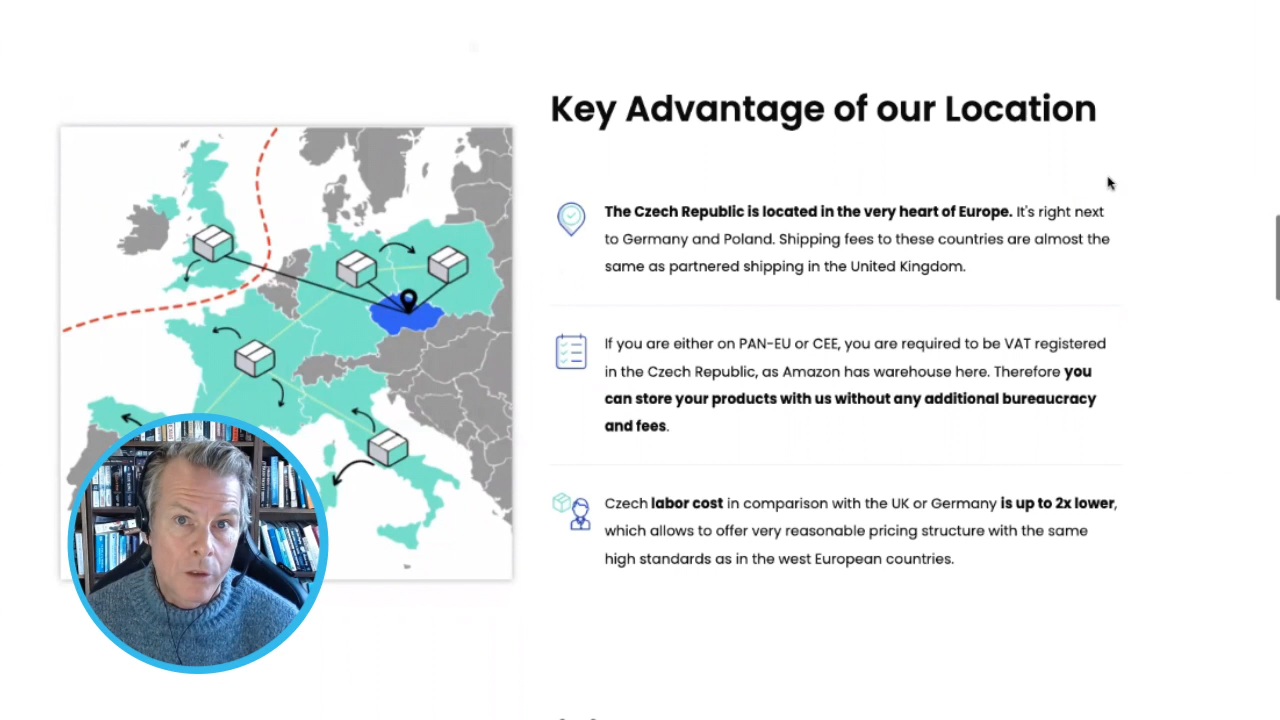 Key Advantage of our Location
The Czech Republic is located in the very heart of Europe. It's right next
to Germany and Poland. Shipping fees to these countries are almost the
same as partnered shipping in the United Kingdom.
If you are either on PAN-EU or CEE, you are required to be VAT registered
in the Czech Republic, as Amazon has warehouse here. Therefore you
can store your products with us without any additional bureaucracy
and fees.
Czech labor cost in comparison with the UK or Germany is up to 2x lower,
which allows to offer very reasonable pricing structure with the same
high standards as in the west European countries.